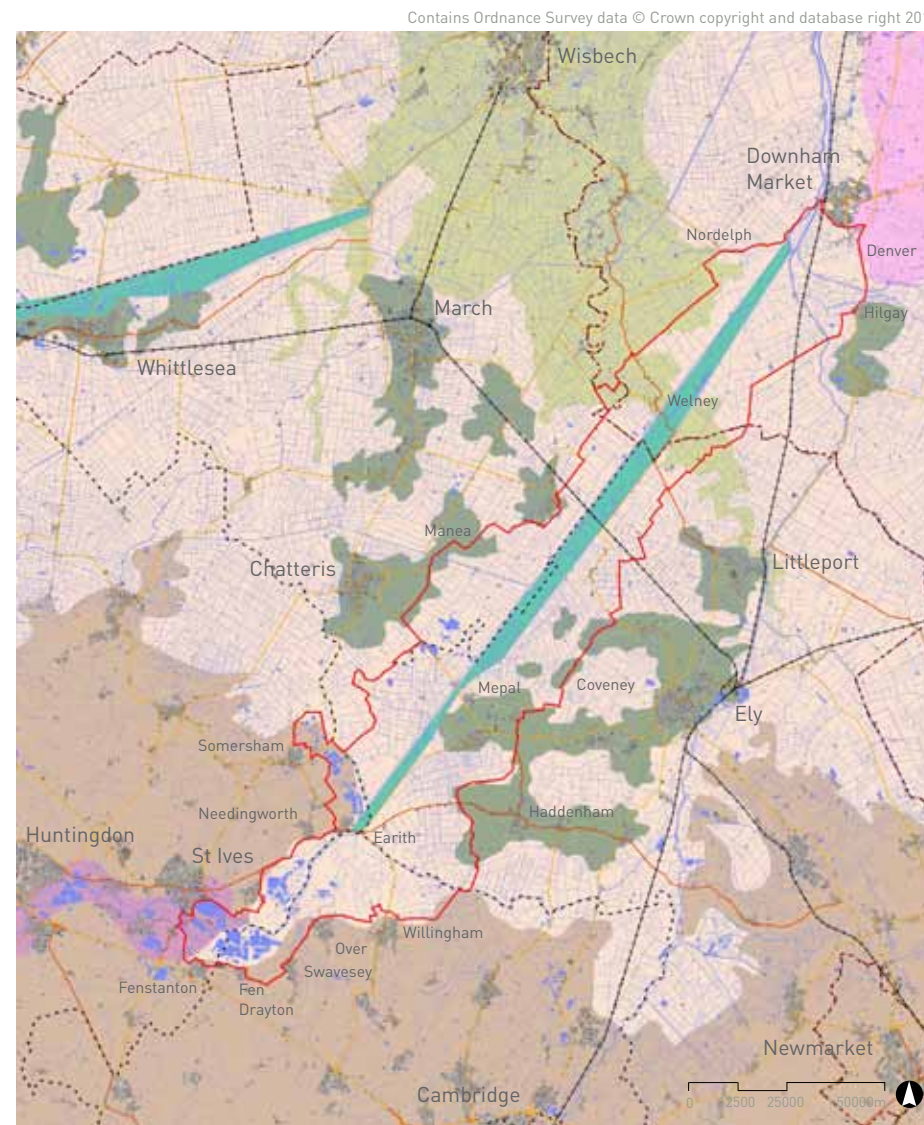 Contains Ordnance Survey data © Crown copyright and database right 201
Wisbech
Downham
Market
Nordelph
Denver
March
Hilgay
Whittlesea
Welney
Manea
Chatteris
Littleport
Mepal
Coveney
Ely
Somersham
Needingworth
Haddenham
Huntingdon
Earith
St Ives
Willingham
Over
Swavesey
Fenstanton
Fen
Drayton
Newmarket
Cambridge
0 12500 25000 50000m